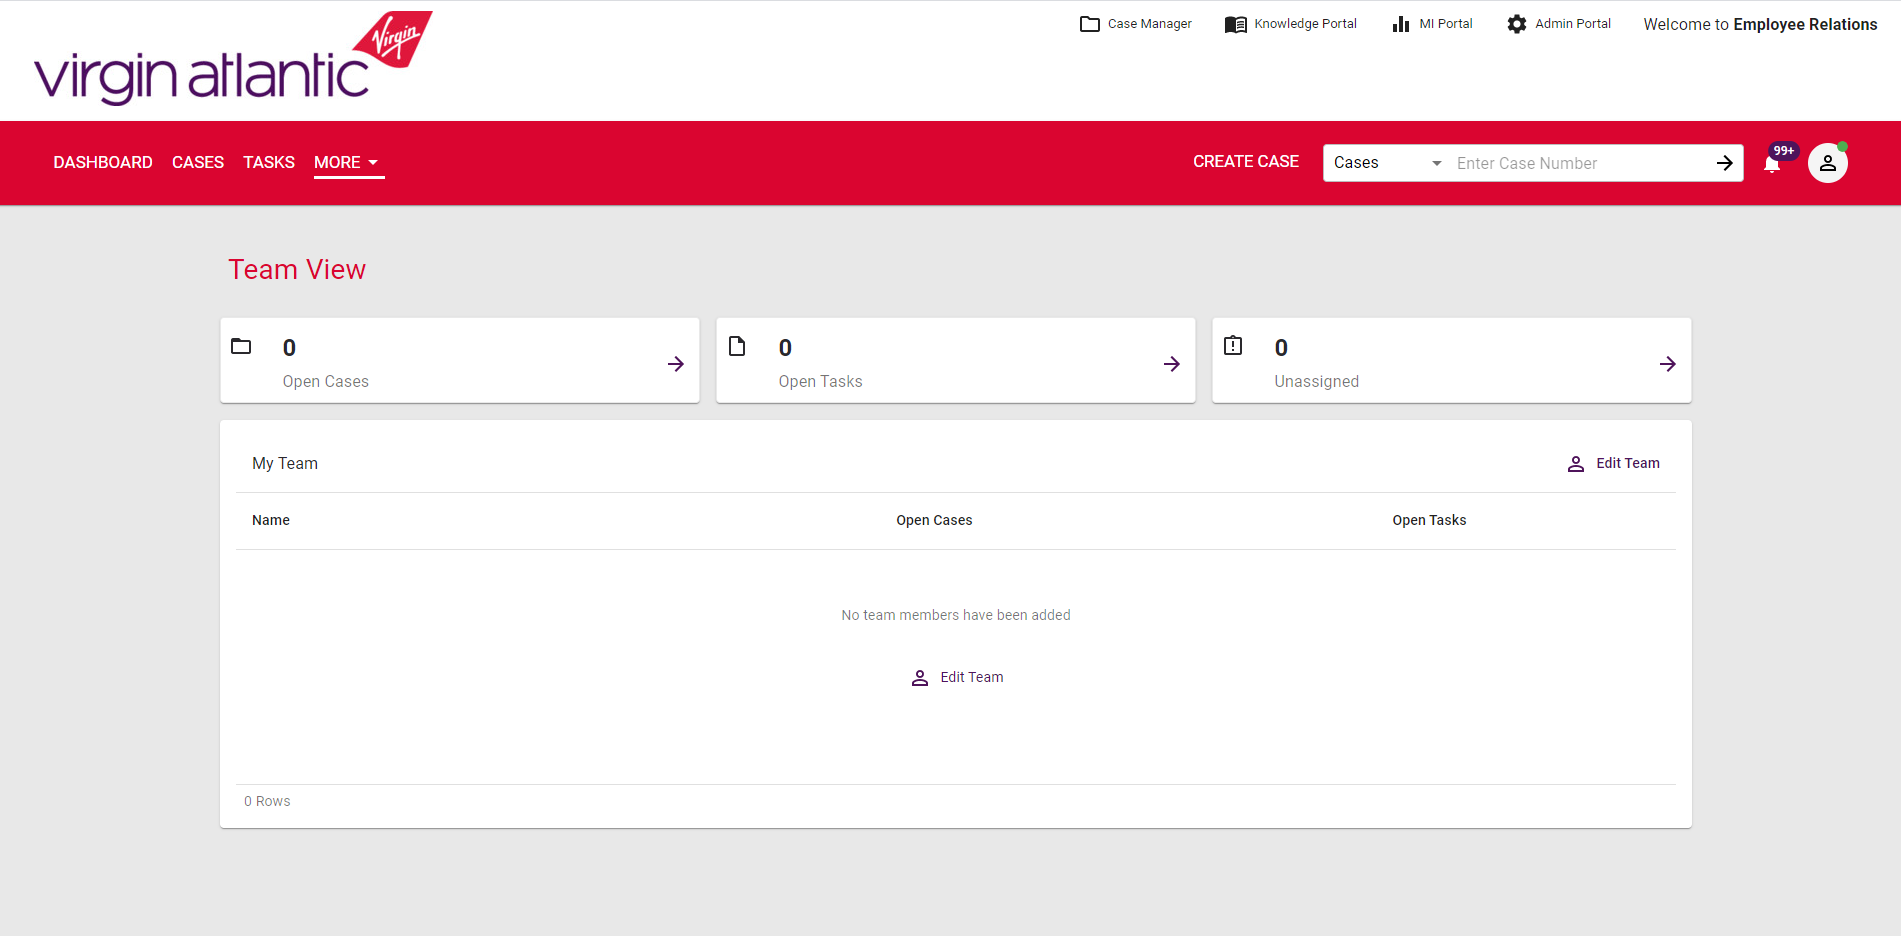 Virgin
virgin atlantic
Case Manager
Knowledge Portal
MI Portal
Admin Portal
Welcome to Employee Relations
DASHBOARD
CASES
TASKS
MORE
CREATE CASE
Cases
Enter Case Number
99+
Team View
0
Open Cases
0
Open Tasks
0
Unassigned
My Team
Edit Team
Name
Open Cases
Open Tasks
No team members have been added
Edit Team
0 Rows